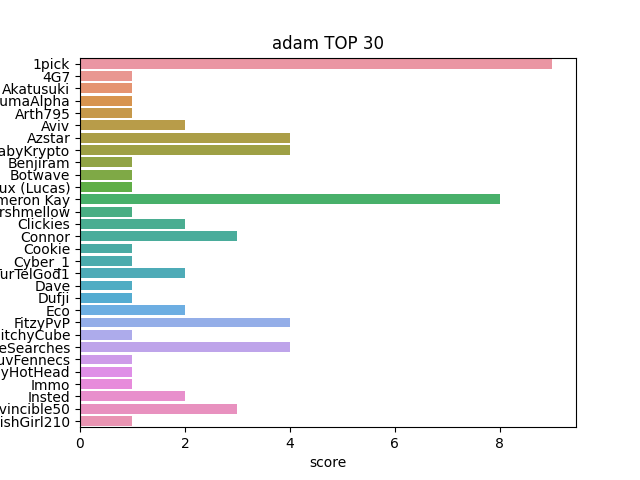 adam TOP 30
1pick
4G7
Akatusuki
umaAlpha
Arth795
Aviv
Azstar
abyKrypto
Benjiram
Botwave
ux (Lucas)
meron Kay
rshmellow
Clickies
Connor
Cookie
Cyber_1
TurTelGod1
Dave
Dufji
Eco
FitzyPvP
itchyCube
eSearches
uvFennecs
yHotHead
Immo
Insted
vincible50
ishGirl210
0 2 4 6 8
score